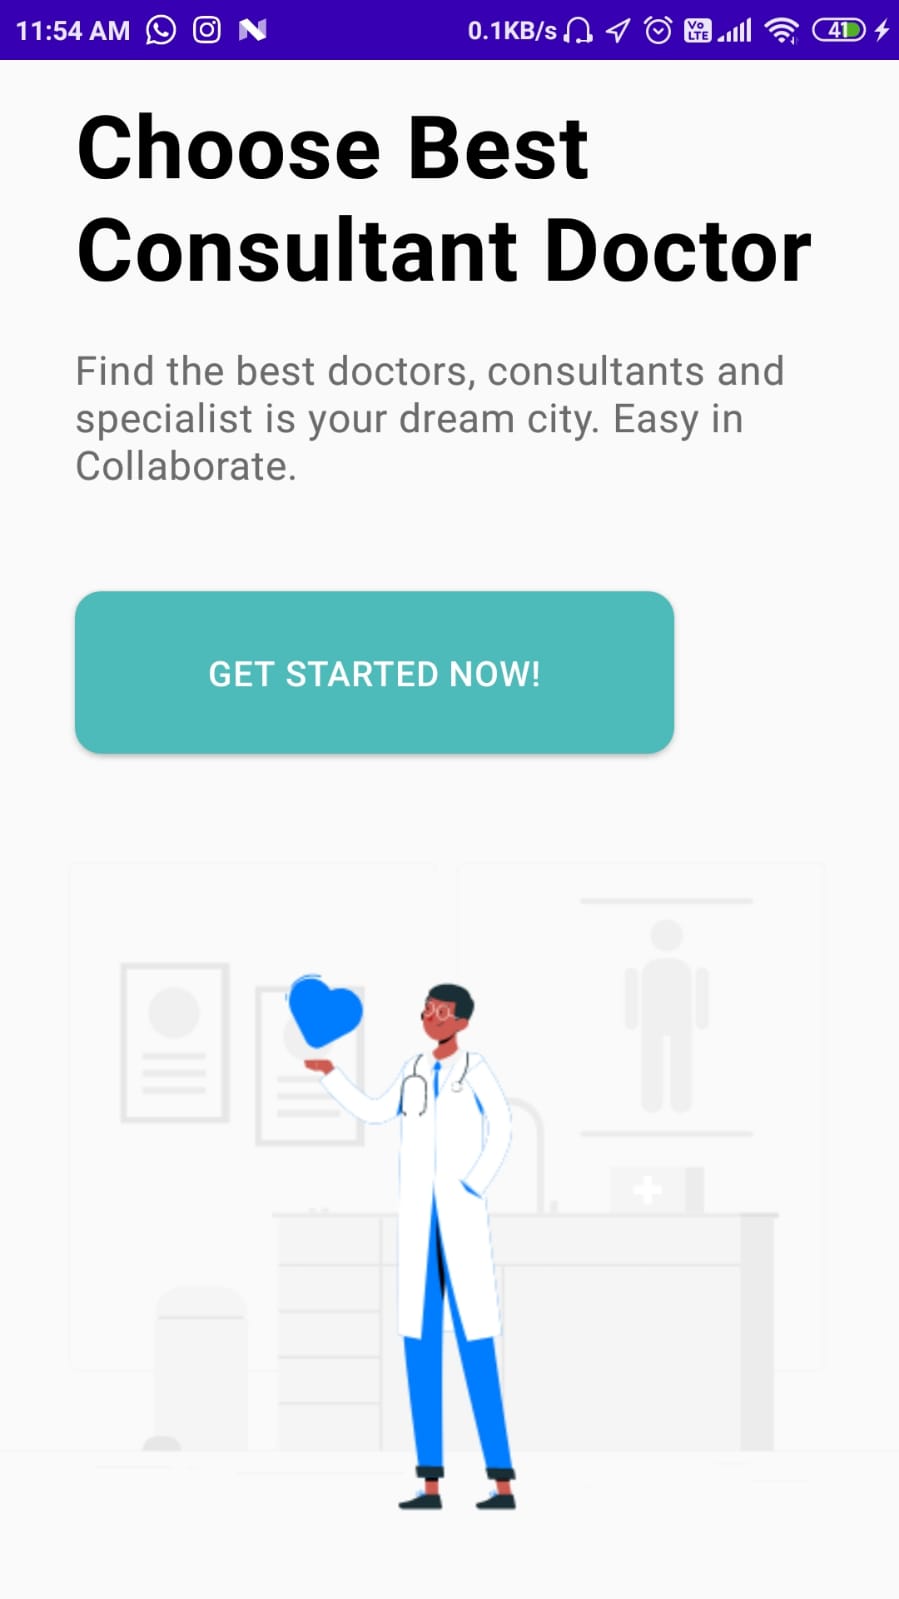 11:54 AM 0.1KB/s Vo LTE 41
Choose Best
Consultant Doctor
Find the best doctors, consultants and
specialist is your dream city. Easy in
Collaborate.
GET STARTED NOW!